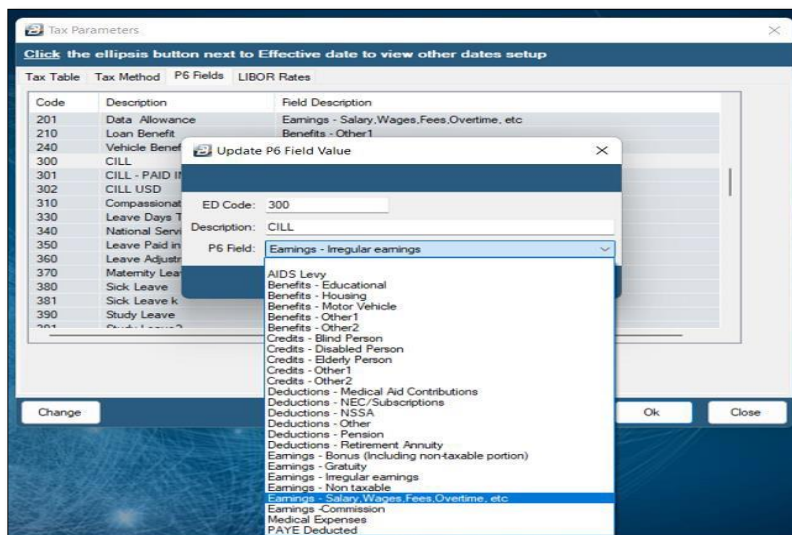 Tax Parameters
Click the ellipsis button next to Effective date to view other dates setup
Tax Table Tax Method P6 Fields LIBOR Rates
Code Description Field Description
201 Data Allowance Earnings - Salary,Wages,Fees,Overtime, etc
210 Loan Benefit Benefits - Other1
240 Vehicle Benef
300 CILL
301 CILL - PAID IN
302 CILL USD
310 Compassionat
330 Leave Days T
340 National Servi
350 Leave Paid in
360 Leave Adjustm
370 Maternity Lea
380 Sick Leave
381 Sick Leave k
390 Study Leave
391 Study Leave2
Update P6 Field Value
ED Code: 300
Description: CILL
P6 Field: Earnings - Irregular earnings
AIDS Levy
Benefits - Educational
Benefits - Housing
Benefits - Motor Vehicle
Benefits - Other1
Benefits - Other2
Credits - Blind Person
Credits - Disabled Person
Credits - Elderly Person
Credits - Other1
Credits - Other2
Deductions - Medical Aid Contributions
Deductions - NEC/Subscriptions
Deductions - NSSA
Deductions - Other
Deductions - Pension
Deductions - Retirement Annuity
Earnings - Bonus (Including non-taxable portion)
Earnings - Gratuity
Earnings - Irregular earnings
Earnings - Non taxable
Earnings - Salary,Wages,Fees,Overtime, etc
Earnings -Commission
Medical Expenses
PAYE Deducted
Change Ok Close